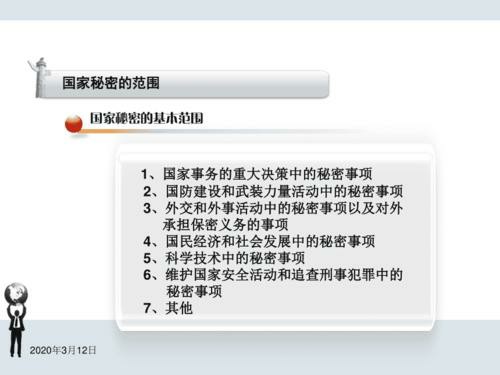 国家秘密的范围
国家秘密的基本范围
1、国家事务的重大决策中的秘密事项
2、国防建设和武装力量活动中的秘密事项
3、外交和外事活动中的秘密事项以及对外
承担保密义务的事项
4、国民经济和社会发展中的秘密事项
5、科学技术中的秘密事项
6、维护国家安全活动和追查刑事犯罪中的
秘密事项
7、其他
2020年3月12日